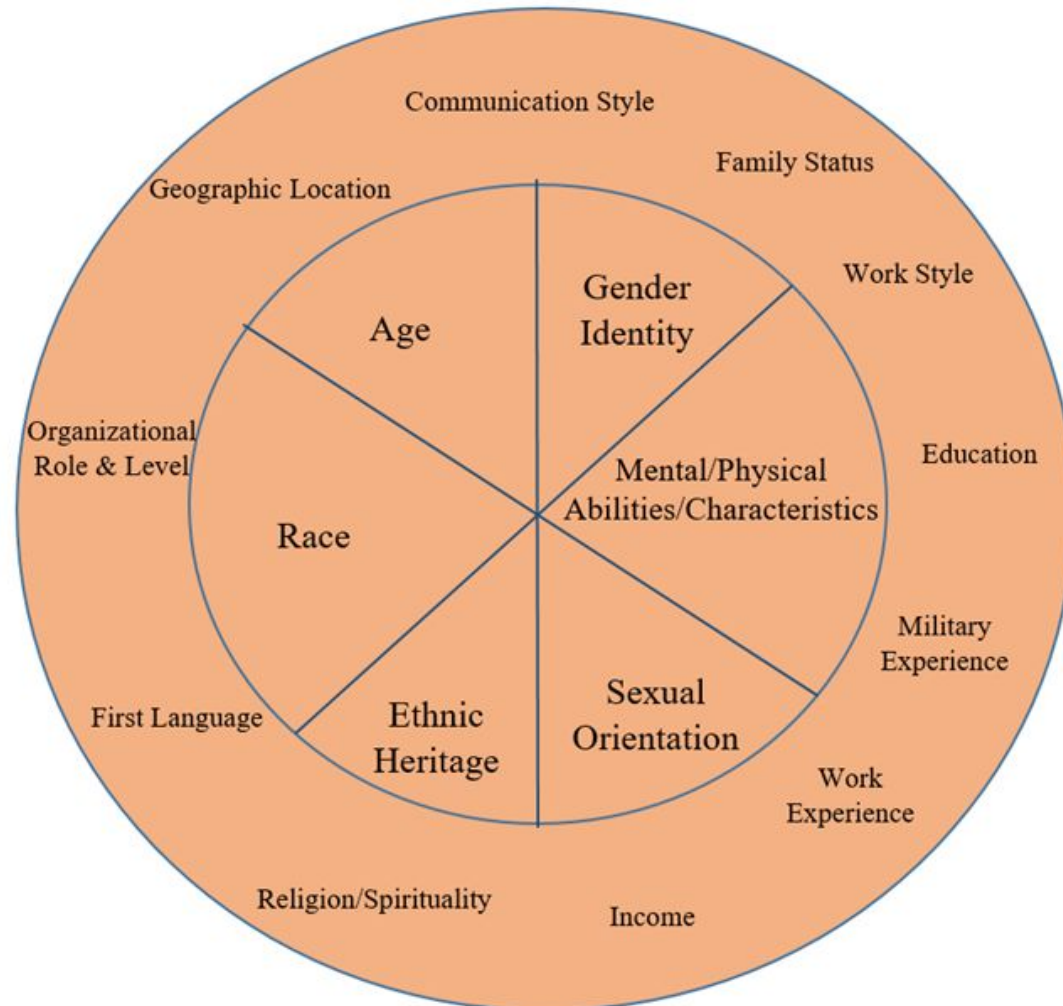 Communication Style
Family Status
Geographic Location
Work Style
Gender
Identity
Age
Organizational
Role & Level
Education
Mental/Physical
Abilities/Characteristics
Race
Military
Experience
First Language
Ethnic
Heritage
Sexual
Orientation
Work
Experience
Religion/Spirituality
Income